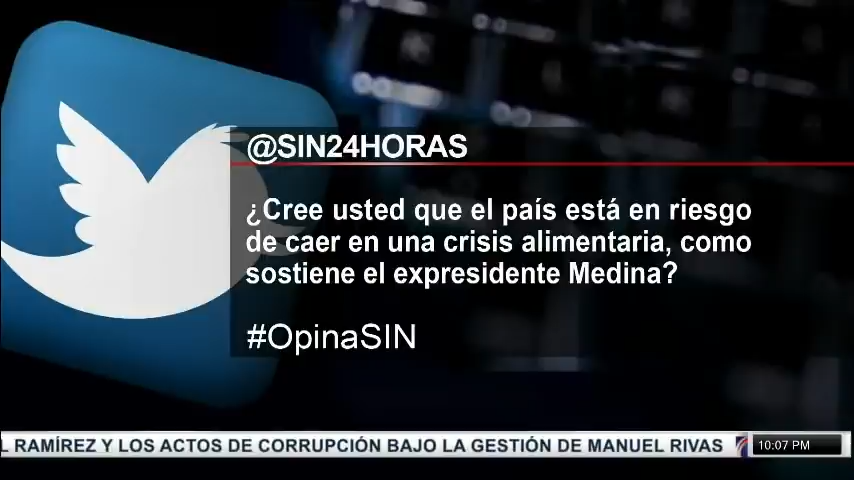 @SIN24HORAS
¿Cree usted que el país está en riesgo
de caer en una crisis alimentaria, como
sostiene el expresidente Medina?
#OpinaSIN
L RAMÍREZ Y LOS ACTOS DE CORRUPCIÓN BAJO LA GESTIÓN DE MANUEL RIVAS
10:07 PM